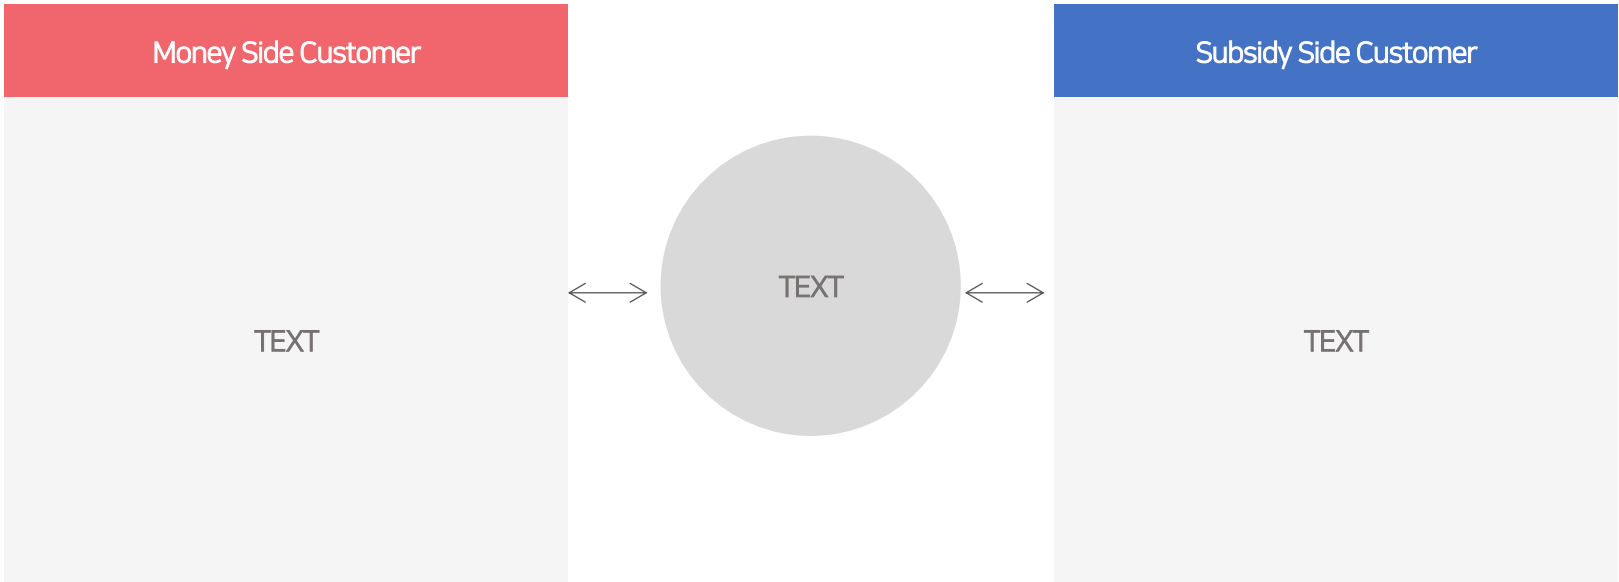 Money Side Customer
Subsidy Side Customer
TEXT
TEXT
TEXT